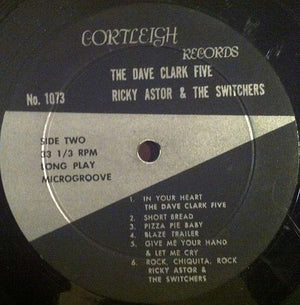 CORTLEIGH
RECORDS
THE DAVE CLARK FIVE
No. 1073
RICKY ASTOR & THE SWITCHERS
SIDE TWO
33 1/3 RPM
LONG PLAY
MICROGROOVE
1. IN YOUR HEART
THE DAVE CLARK FIVE
2. SHORT BREAD
3. PIZZA PIE BABY
4. BLAZE TRAILER
5. GIVE ME YOUR HAND
& LET ME CRY
6. ROCK, CHIQUITA, ROCK
RICKY ASTOR &
THE SWITCHERS